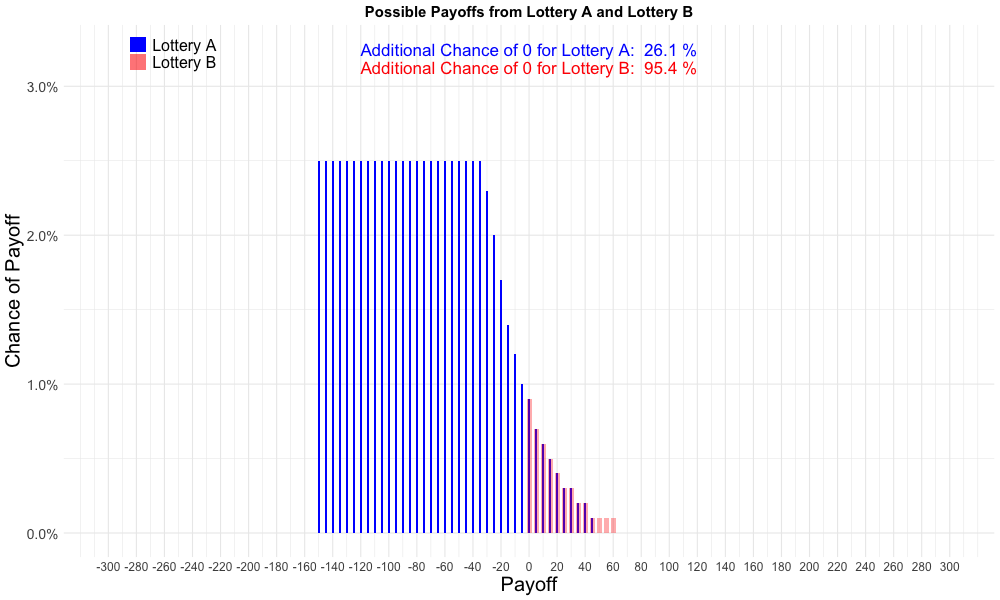 Possible Payoffs from Lottery A and Lottery B
Lottery A
Lottery B
Additional Chance of 0 for Lottery A: 26.1 %
Additional Chance of 0 for Lottery B: 95.4 %
Chance of Payoff
3.0%
2.0%
1.0%
0.0%
-300 -280 -260 -240 -220 -200 -180 -160 -140 -120 -100 -80 -60 -40 -20 0 20 40 60 80 100 120 140 160 180 200 220 240 260 280 300
Payoff